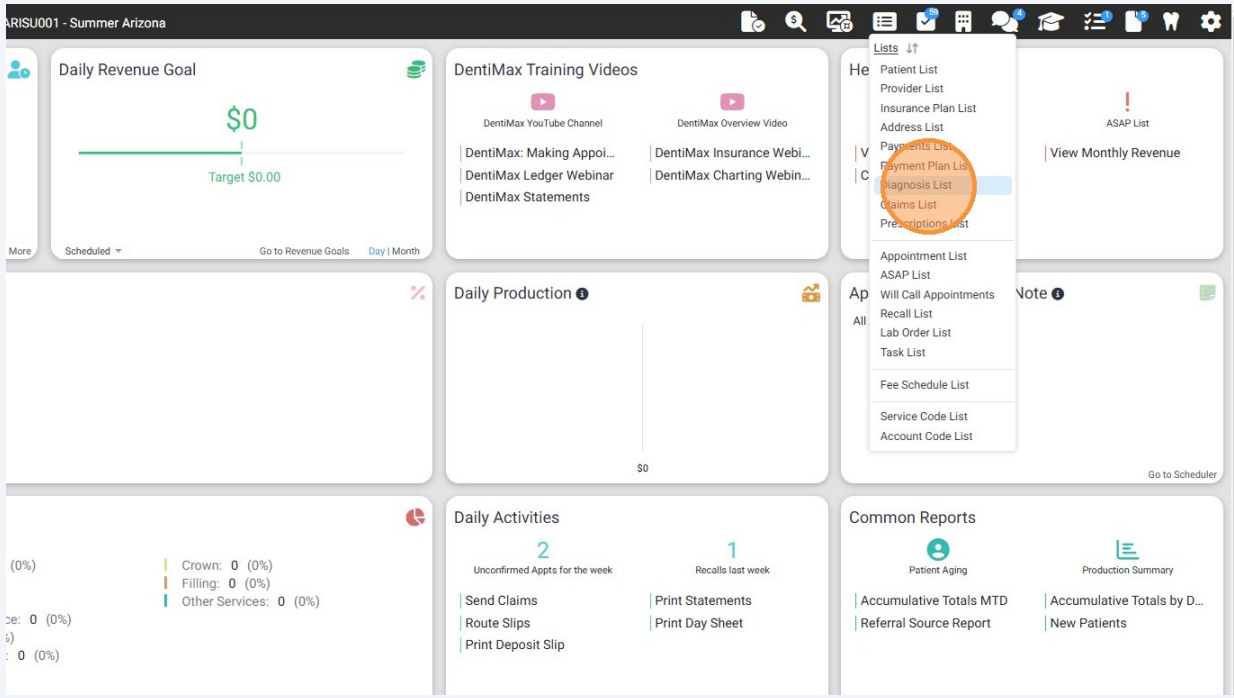 ARISU001 - Summer Arizona
59
4
1
5
Daily Revenue Goal
$0
Target $0.00
More
Scheduled
Go to Revenue Goals
Day | Month
DentiMax Training Videos
DentiMax YouTube Channel
DentiMax Overview Video
DentiMax: Making Appoi...
DentiMax Insurance Webi...
DentiMax Ledger Webinar
DentiMax Charting Webin...
DentiMax Statements
He
ASAP List
V
View Monthly Revenue
C
Lists
Patient List
Provider List
Insurance Plan List
Address List
Payments List
Payment Plan List
Diagnosis List
Claims List
Prescriptions List
Appointment List
ASAP List
Will Call Appointments
Recall List
Lab Order List
Task List
Fee Schedule List
Service Code List
Account Code List
Daily Production
$0
Ap
Note
All
Go to Scheduler
(0%)
Crown: 0 (0%)
Filling: 0 (0%)
Other Services: 0 (0%)
ce: 0 (0%)
)
: 0 (0%)
Daily Activities
2
Unconfirmed Appts for the week
1
Recalls last week
Send Claims
Print Statements
Route Slips
Print Day Sheet
Print Deposit Slip
Common Reports
Patient Aging
Production Summary
Accumulative Totals MTD
Accumulative Totals by D...
Referral Source Report
New Patients